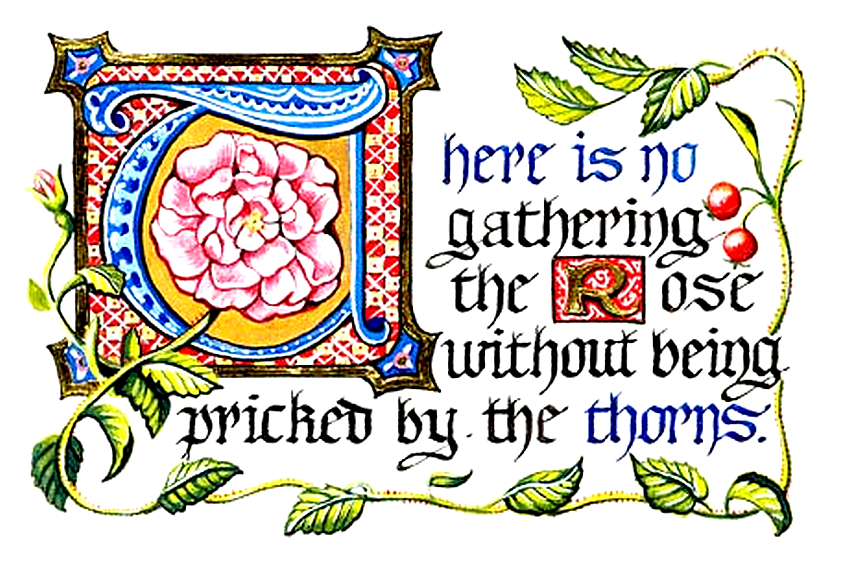 There is no
gathering
the Rose
without being
pricked by the thorns.